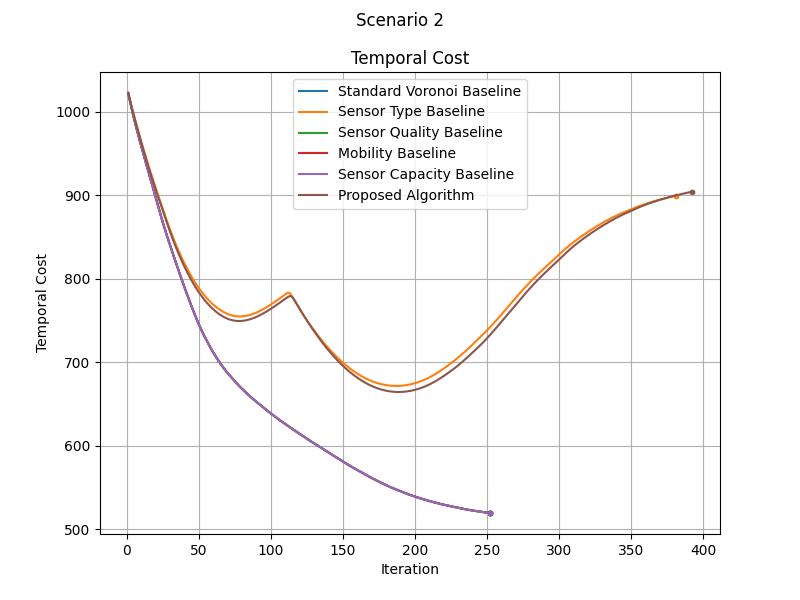 Scenario 2
Temporal Cost
Standard Voronoi Baseline
Sensor Type Baseline
Sensor Quality Baseline
Mobility Baseline
Sensor Capacity Baseline
Proposed Algorithm
Temporal Cost
1000
900
800
700
600
500
0 50 100 150 200 250 300 350 400
Iteration